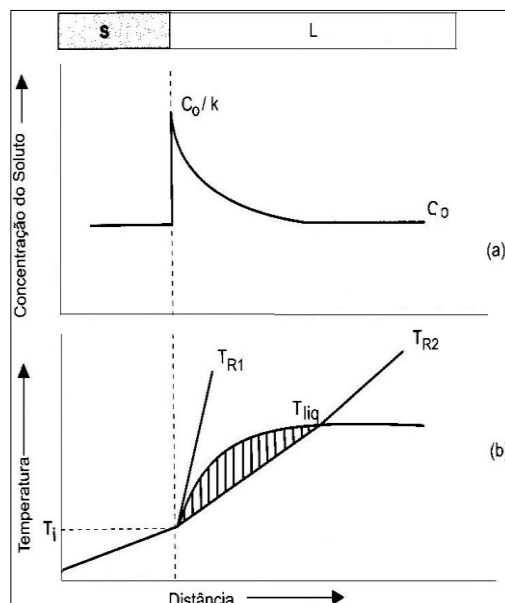 S L
Concentração do Soluto
C₀/k
C₀
(a)
Temperatura
T_R1
T_R2
T_liq
(b)
T_i
Distância